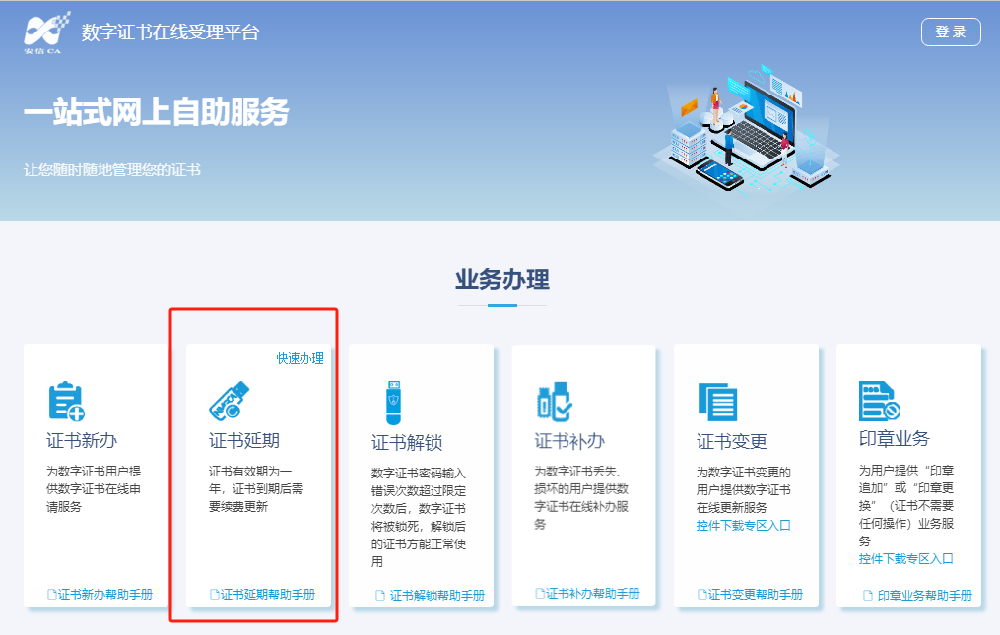 安信CA
数字证书在线受理平台
登录
一站式网上自助服务
让您随时随地管理您的证书
业务办理
证书新办
为数字证书用户提
供数字证书在线申
请服务
证书新办帮助手册
快速办理
证书延期
证书有效期为一
年，证书到期后需
要续费更新
证书延期帮助手册
证书解锁
数字证书密码输入
错误次数超过限定
次数后，数字证书
将被锁死，解锁后
的证书方能正常使
用
证书解锁帮助手册
证书补办
为数字证书丢失、
损坏的用户提供数
字证书在线补办服
务
证书补办帮助手册
证书变更
为数字证书变更的
用户提供数字证书
在线更新服务
控件下载专区入口
证书变更帮助手册
印章业务
为用户提供“印章
追加”或“印章更
换”（证书不需要
任何操作）业务服
务
控件下载专区入口
印章业务帮助手册